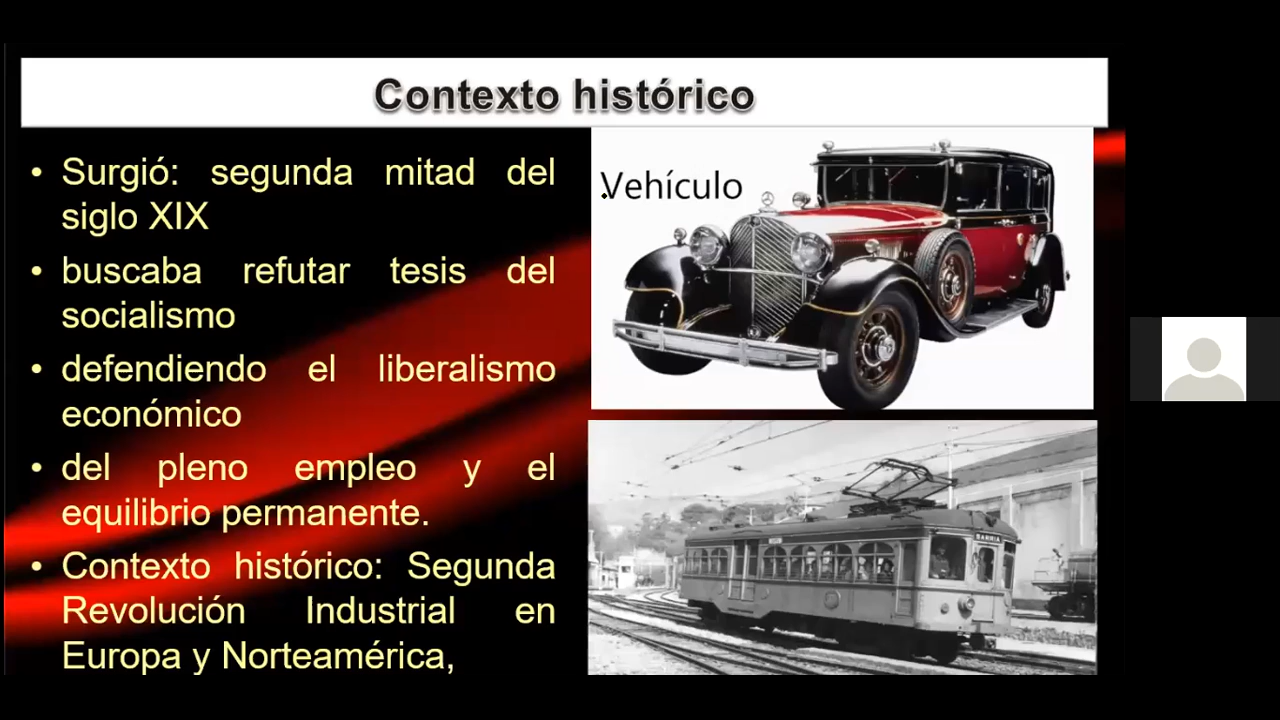 Contexto histórico
• Surgió: segunda mitad del
siglo XIX
• buscaba refutar tesis del
socialismo
• defendiendo el liberalismo
económico
• del pleno empleo y el
equilibrio permanente.
• Contexto histórico: Segunda
Revolución Industrial en
Europa y Norteamérica,
Vehículo